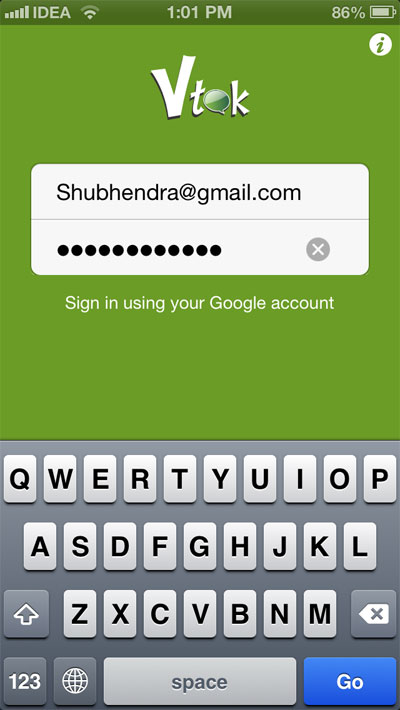 IDEA 1:01 PM 86%
i
Vtok
Shubhendra@gmail.com
●●●●●●●●●●●●
Sign in using your Google account
Q W E R T Y U I O P
A S D F G H J K L
Z X C V B N M
123 space Go